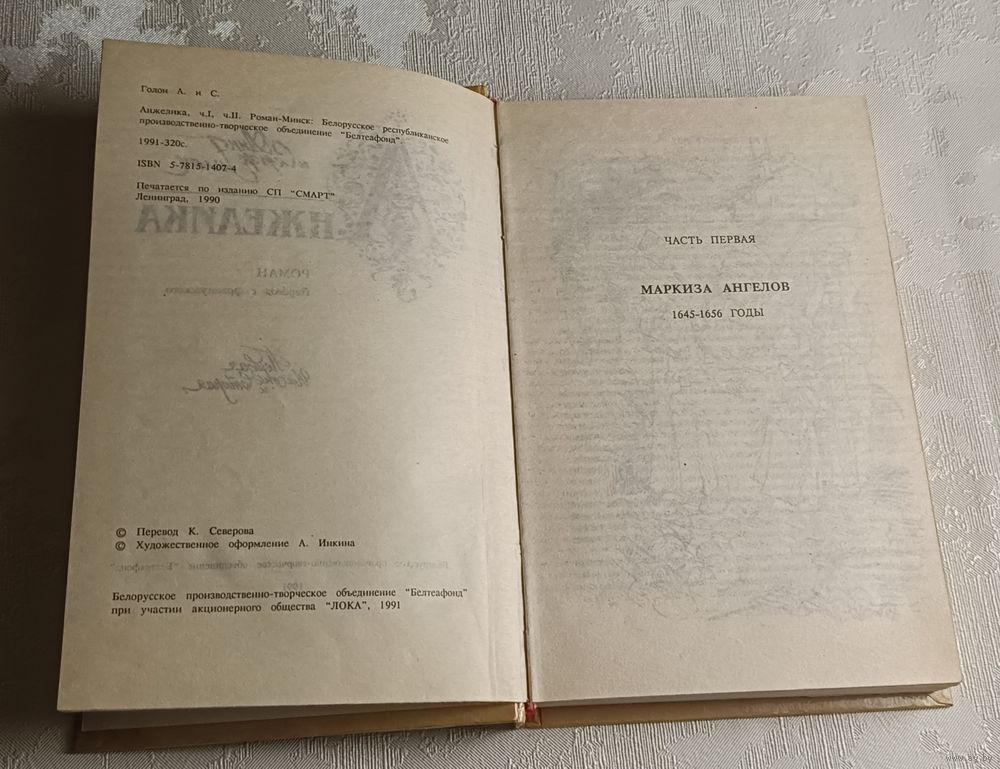 Голон А. и С.
Анжелика, ч.I, ч.II. Роман-Минск: Белорусское республиканское
производственно-творческое объединение "Белтеафонд".
1991-320с.
ISBN 5-7815-1407-4
Печатается по изданию СП "СМАРТ"
Ленинград, 1990
© Перевод К. Северова
© Художественное оформление А. Инкина
Белорусское производственно-творческое объединение "Белтеафонд"
при участии акционерного общества "ЛОКА", 1991
ЧАСТЬ ПЕРВАЯ
МАРКИЗА АНГЕЛОВ
1645-1656 ГОДЫ